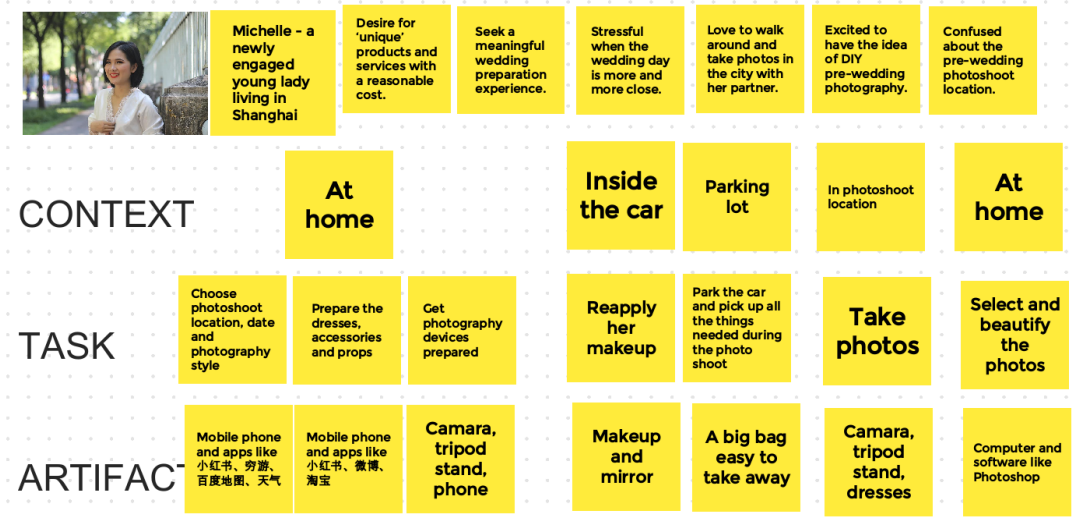 Michelle - a
newly
engaged
young lady
living in
Shanghai
Desire for
‘unique’
products and
services with
a reasonable
cost.
Seek a
meaningful
wedding
preparation
experience.
Stressful
when the
wedding day
is more and
more close.
Love to walk
around and
take photos in
the city with
her partner.
Excited to
have the idea
of DIY
pre-wedding
photography.
Confused
about the
pre-wedding
photoshoot
location.
CONTEXT
At
home
Inside
the car
Parking
lot
In photoshoot
location
At
home
TASK
Choose
photoshoot
location, date
and
photography
style
Prepare the
dresses,
accessories
and props
Get
photography
devices
prepared
Reapply
her
makeup
Park the car
and pick up all
the things
needed during
the photo
shoot
Take
photos
Select and
beautify
the
photos
ARTIFACT
Mobile phone
and apps like
小红书、穷游、
百度地图、天气
Mobile phone
and apps like
小红书、微博、
淘宝
Camara,
tripod
stand,
phone
Makeup
and
mirror
A big bag
easy to
take away
Camara,
tripod
stand,
dresses
Computer and
software like
Photoshop